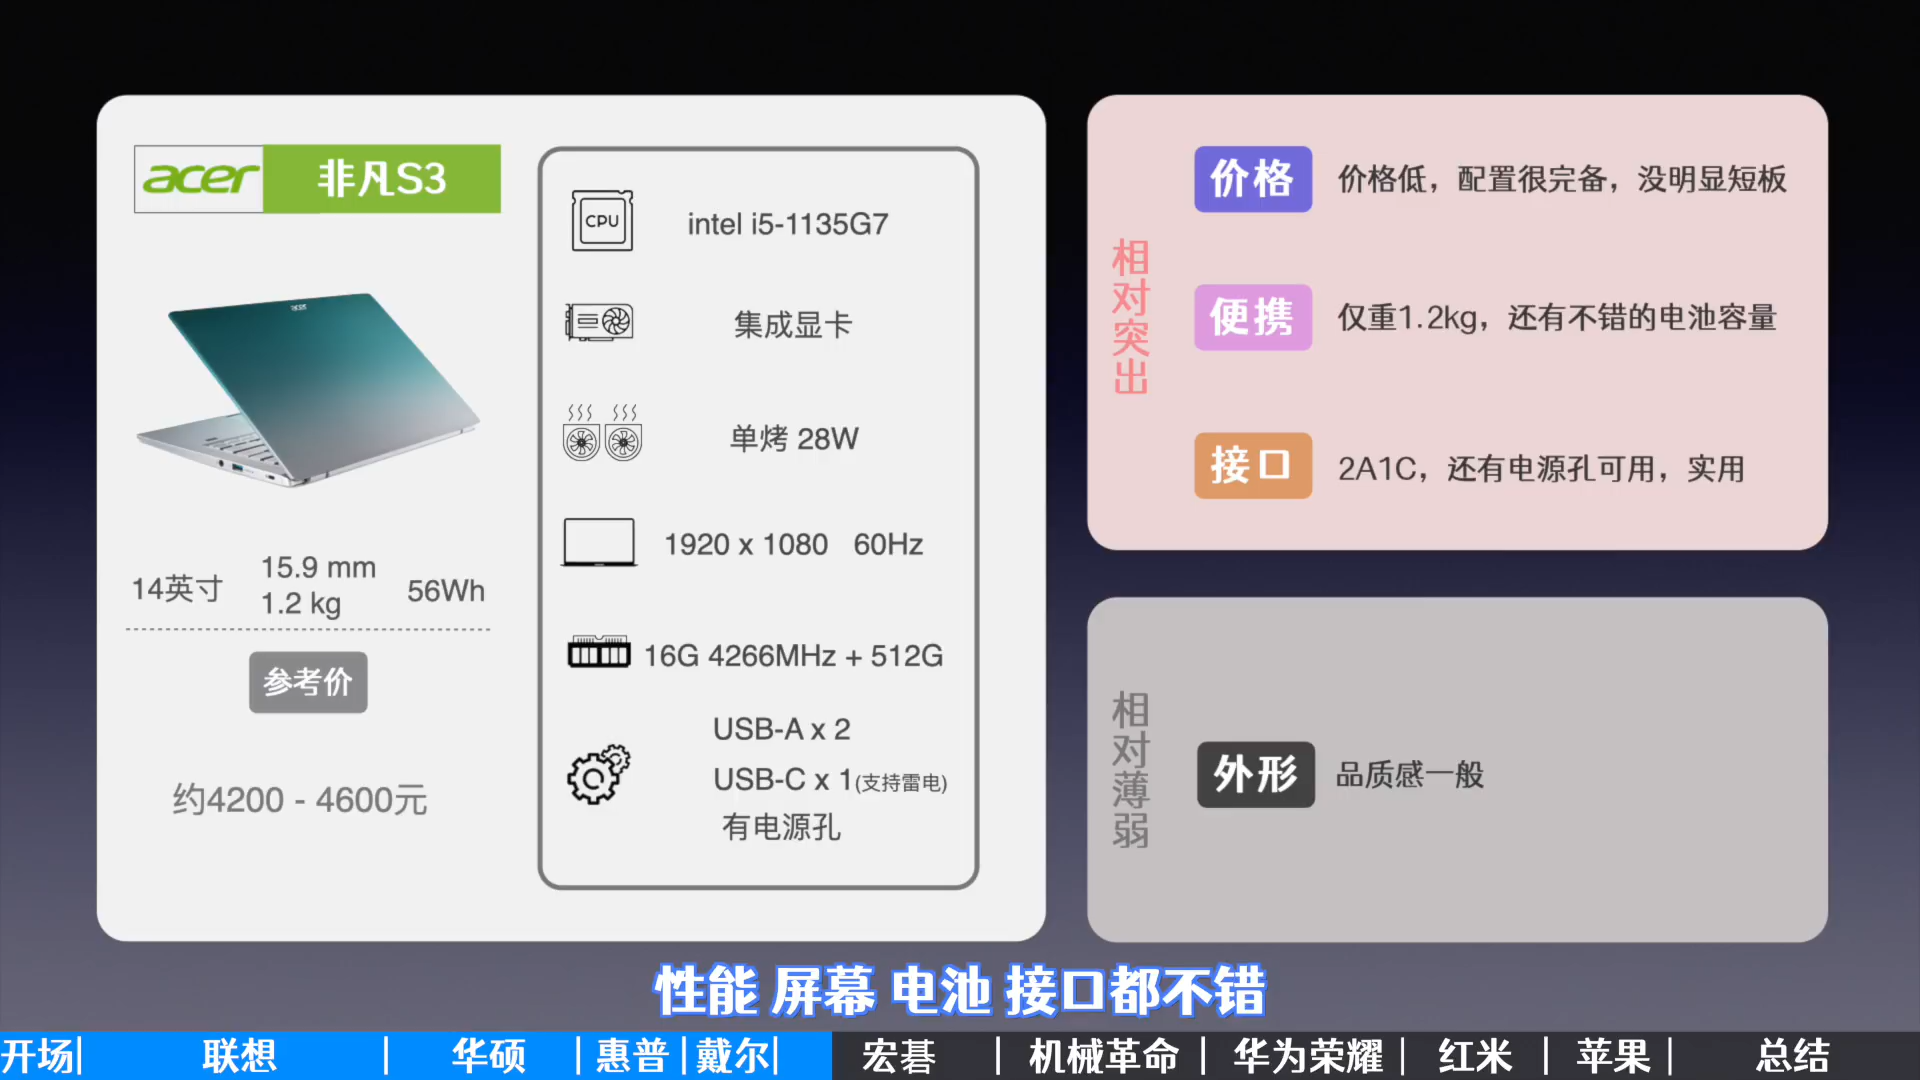 acer 非凡S3
acer
14英寸
15.9 mm
1.2 kg
56Wh
参考价
约4200 - 4600元
CPU
intel i5-1135G7
集成显卡
单烤 28W
1920 x 1080 60Hz
16G 4266MHz + 512G
USB-A x 2
USB-C x 1(支持雷电)
有电源孔
相对突出
价格 价格低，配置很完备，没明显短板
便携 仅重1.2kg，还有不错的电池容量
接口 2A1C，还有电源孔可用，实用
相对薄弱
外形 品质感一般
性能 屏幕 电池 接口都不错
开场| 联想 | 华硕 | 惠普 | 戴尔| 宏碁 | 机械革命 | 华为荣耀 | 红米 | 苹果 | 总结